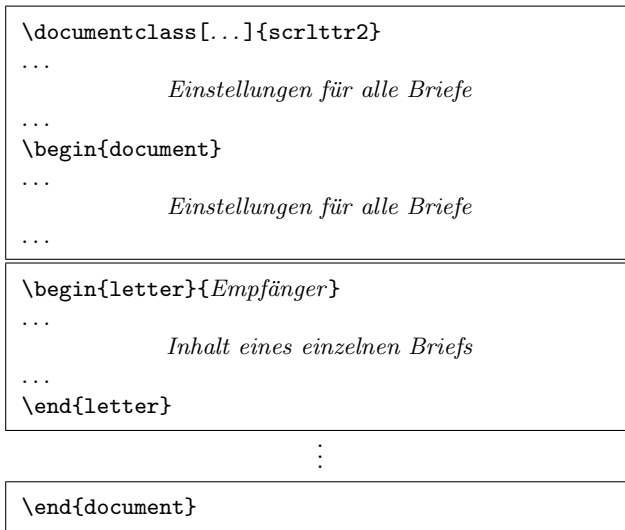 \documentclass[...]{scrlttr2}
...
Einstellungen für alle Briefe
...
\begin{document}
...
Einstellungen für alle Briefe
...
\begin{letter}{Empfänger}
...
Inhalt eines einzelnen Briefs
...
\end{letter}
⋮
\end{document}